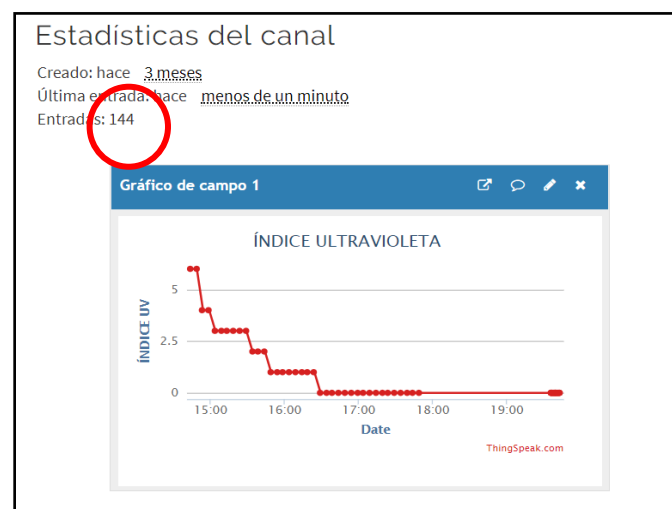 Estadísticas del canal
Creado: hace 3 meses
Última entrada: hace menos de un minuto
Entradas: 144
Gráfico de campo 1
ÍNDICE ULTRAVIOLETA
ÍNDICE UV
5
2.5
0
15:00 16:00 17:00 18:00 19:00
Date
ThingSpeak.com